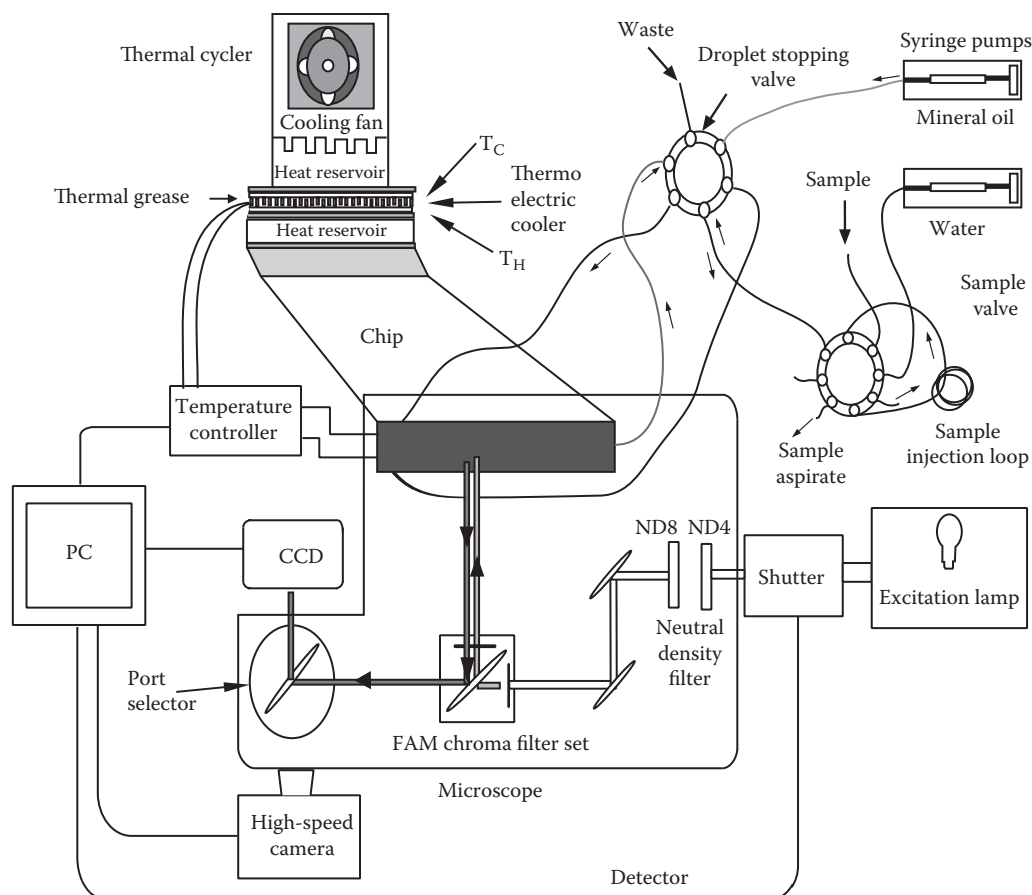 Thermal cycler
Cooling fan
Heat reservoir
Thermal grease
Heat reservoir
T_C
Thermo
electric
cooler
T_H
Waste
Droplet stopping
valve
Syringe pumps
Mineral oil
Sample
Water
Sample
valve
Chip
Temperature
controller
Sample
aspirate
Sample
injection loop
PC
CCD
ND8
ND4
Shutter
Excitation lamp
Neutral
density
filter
Port
selector
FAM chroma filter set
Microscope
High-speed
camera
Detector